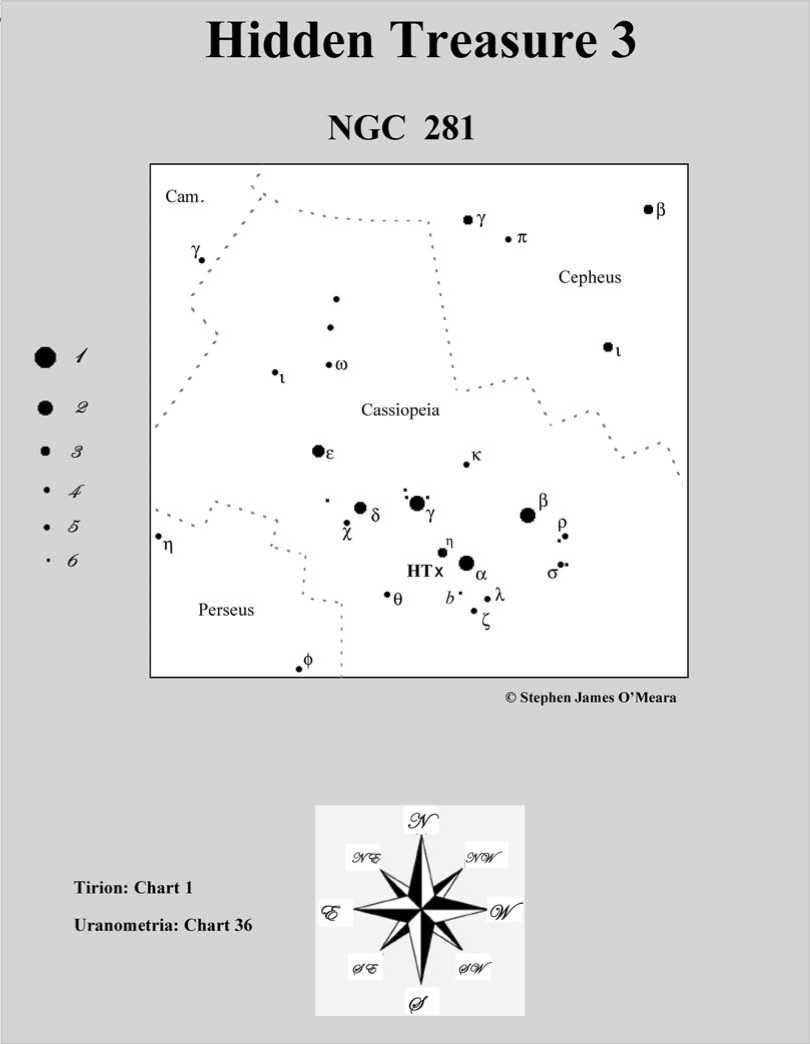 Hidden Treasure 3
NGC 281
Cam.
γ
γ
π
β
Cepheus
ι
ω
ι
Cassiopeia
1
2
3
4
5
6
ε
κ
δ
χ
γ
β
ρ
η
η
HTx
α
σ
θ
b
λ
ζ
Perseus
φ
© Stephen James O’Meara
N
NE
NW
E
W
SE
SW
S
Tirion: Chart 1
Uranometria: Chart 36